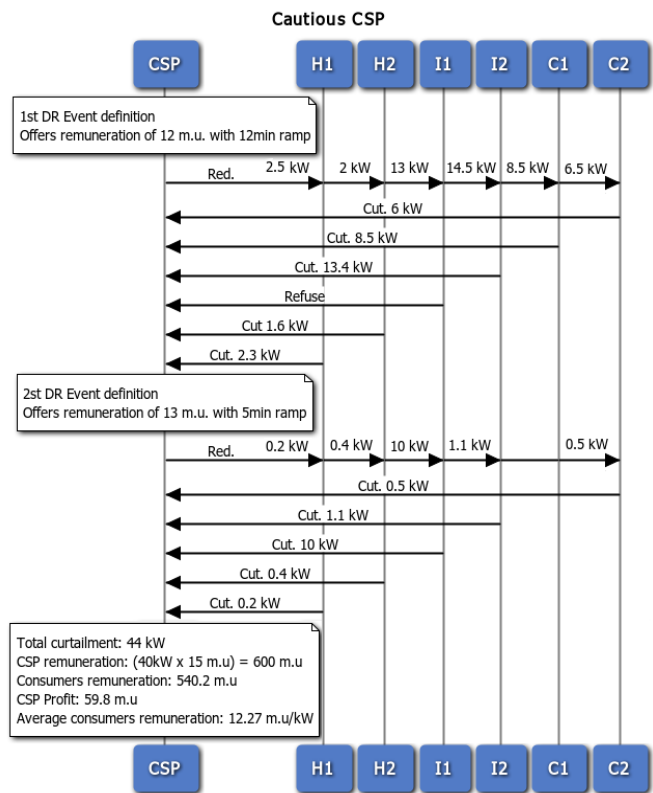 Cautious CSP
CSP H1 H2 I1 I2 C1 C2
1st DR Event definition
Offers remuneration of 12 m.u. with 12min ramp
Red. 2.5 kW 2 kW 13 kW 14.5 kW 8.5 kW 6.5 kW
Cut. 6 kW
Cut. 8.5 kW
Cut. 13.4 kW
Refuse
Cut 1.6 kW
Cut. 2.3 kW
2st DR Event definition
Offers remuneration of 13 m.u. with 5min ramp
Red. 0.2 kW 0.4 kW 10 kW 1.1 kW 0.5 kW
Cut. 0.5 kW
Cut. 1.1 kW
Cut. 10 kW
Cut. 0.4 kW
Cut. 0.2 kW
Total curtailment: 44 kW
CSP remuneration: (40kW x 15 m.u) = 600 m.u
Consumers remuneration: 540.2 m.u
CSP Profit: 59.8 m.u
Average consumers remuneration: 12.27 m.u/kW
CSP H1 H2 I1 I2 C1 C2